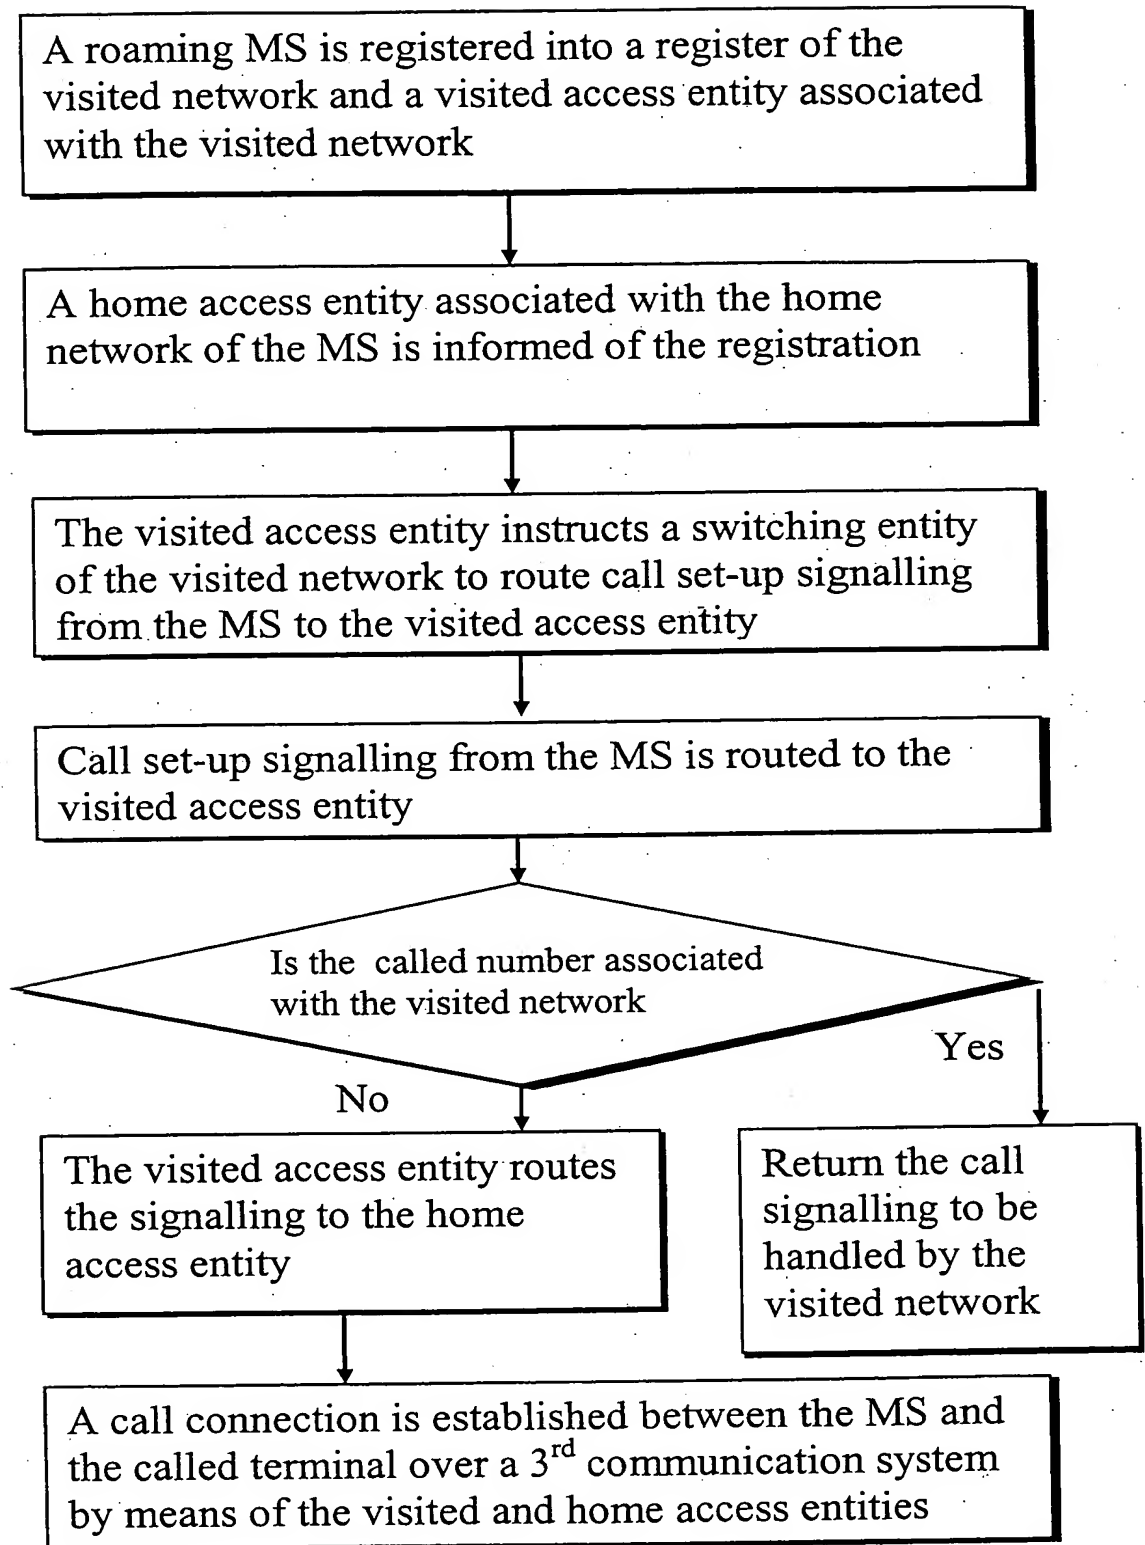 A roaming MS is registered into a register of the
visited network and a visited access entity associated
with the visited network
A home access entity associated with the home
network of the MS is informed of the registration
The visited access entity instructs a switching entity
of the visited network to route call set-up signalling
from the MS to the visited access entity
Call set-up signalling from the MS is routed to the
visited access entity
Is the called number associated
with the visited network
Yes
No
The visited access entity routes
the signalling to the home
access entity
Return the call
signalling to be
handled by the
visited network
A call connection is established between the MS and
the called terminal over a 3rd communication system
by means of the visited and home access entities